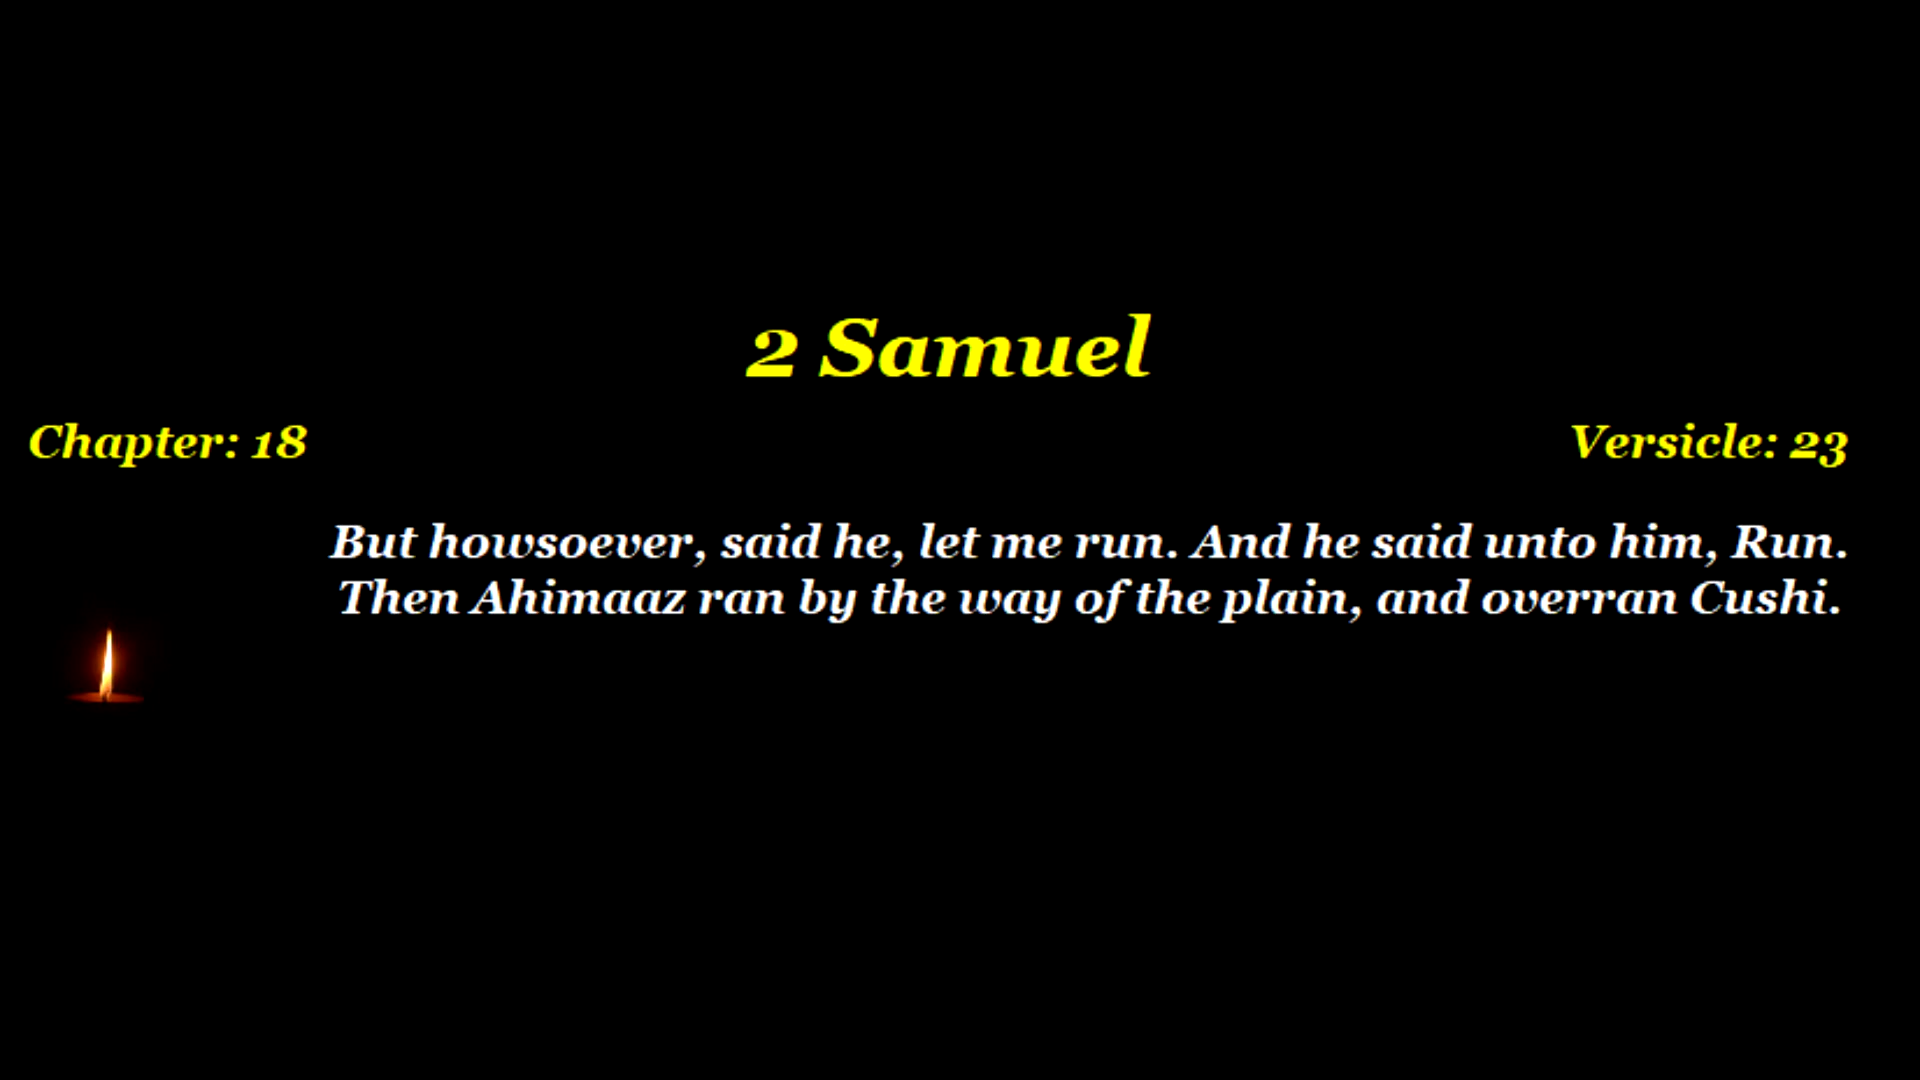 2 Samuel
Chapter: 18
Versicle: 23
But howsoever, said he, let me run. And he said unto him, Run.
Then Ahimaaz ran by the way of the plain, and overran Cushi.